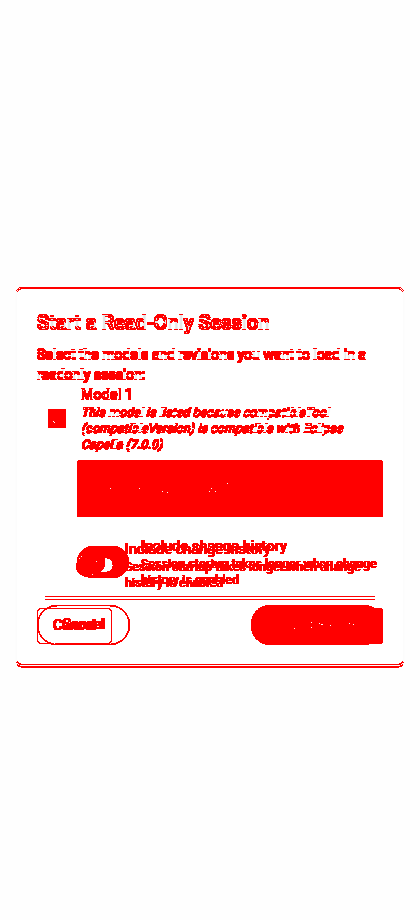 Start a Read-Only Session
Select the models and revisions you want to load in a
readonly session:
Model 1
This model is listed because compatibleTool
(compatibleVersion) is compatible with Eclipse
Capella (7.0.0)
Include change history
Session startup takes longer when change
history is enabled
Cancel